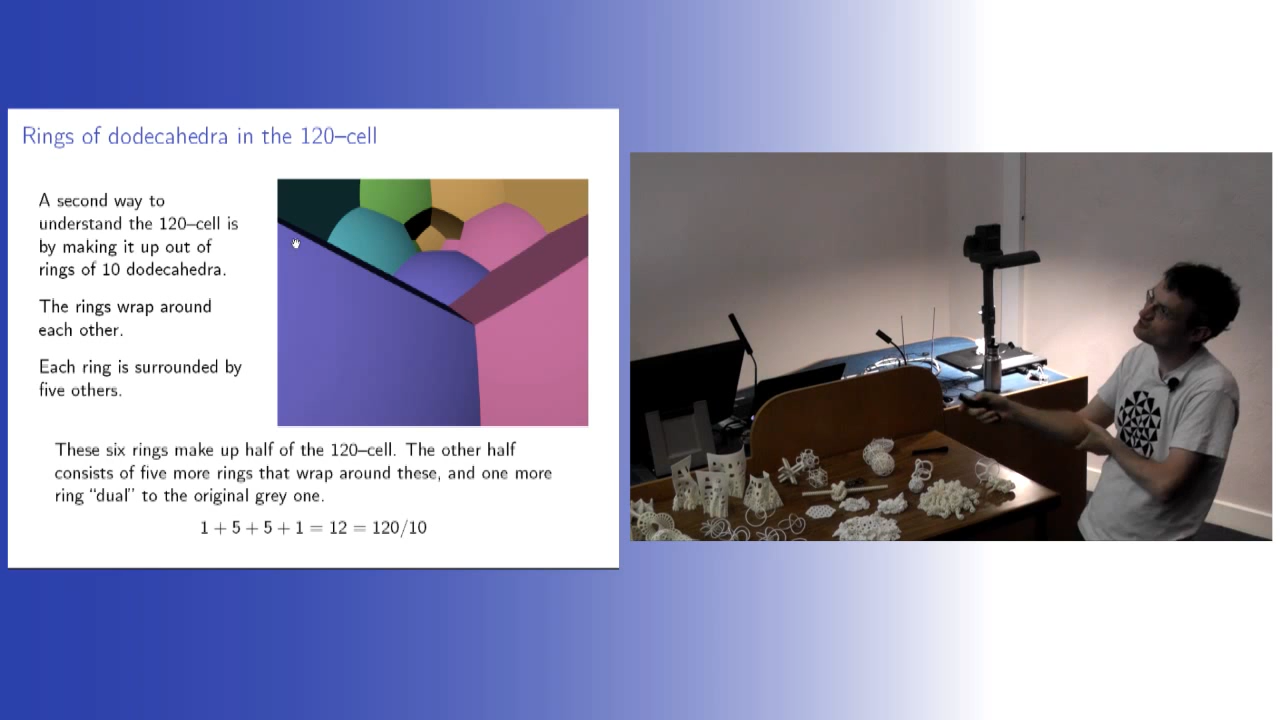 Rings of dodecahedra in the 120–cell
A second way to
understand the 120–cell is
by making it up out of
rings of 10 dodecahedra.
The rings wrap around
each other.
Each ring is surrounded by
five others.
These six rings make up half of the 120–cell. The other half
consists of five more rings that wrap around these, and one more
ring “dual” to the original grey one.
1 + 5 + 5 + 1 = 12 = 120/10